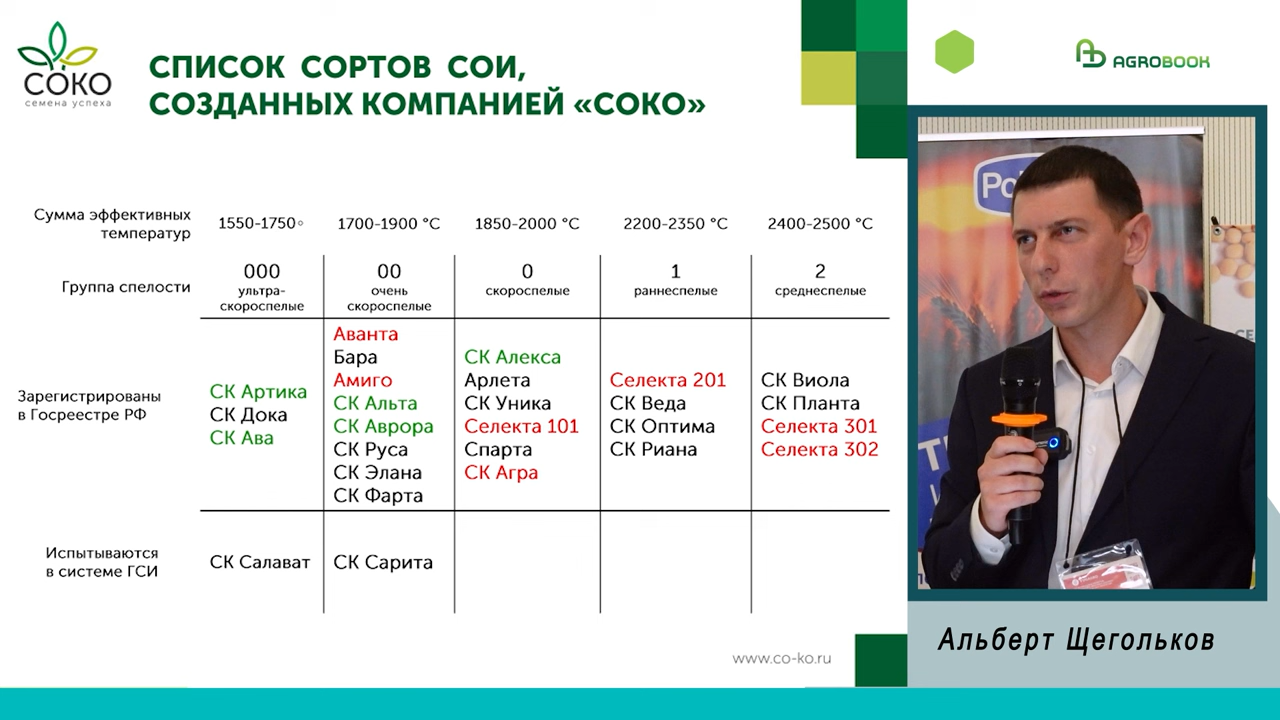 СОКО
семена успеха
СПИСОК СОРТОВ СОИ,
СОЗДАННЫХ КОМПАНИЕЙ «СОКО»
AGROBOOK
Сумма эффективных
температур
1550-1750°
1700-1900 °C
1850-2000 °C
2200-2350 °C
2400-2500 °C
Группа спелости
000
ультра-
скороспелые
00
очень
скороспелые
0
скороспелые
1
раннеспелые
2
среднеспелые
Зарегистрированы
в Госреестре РФ
СК Артика
СК Дока
СК Ава
Аванта
Бара
Амиго
СК Альта
СК Аврора
СК Руса
СК Элана
СК Фарта
СК Алекса
Арлета
СК Уника
Селекта 101
Спарта
СК Агра
Селекта 201
СК Веда
СК Оптима
СК Риана
СК Виола
СК Планта
Селекта 301
Селекта 302
Испытываются
в системе ГСИ
СК Салават
СК Сарита
www.co-ko.ru
Альберт Щегольков